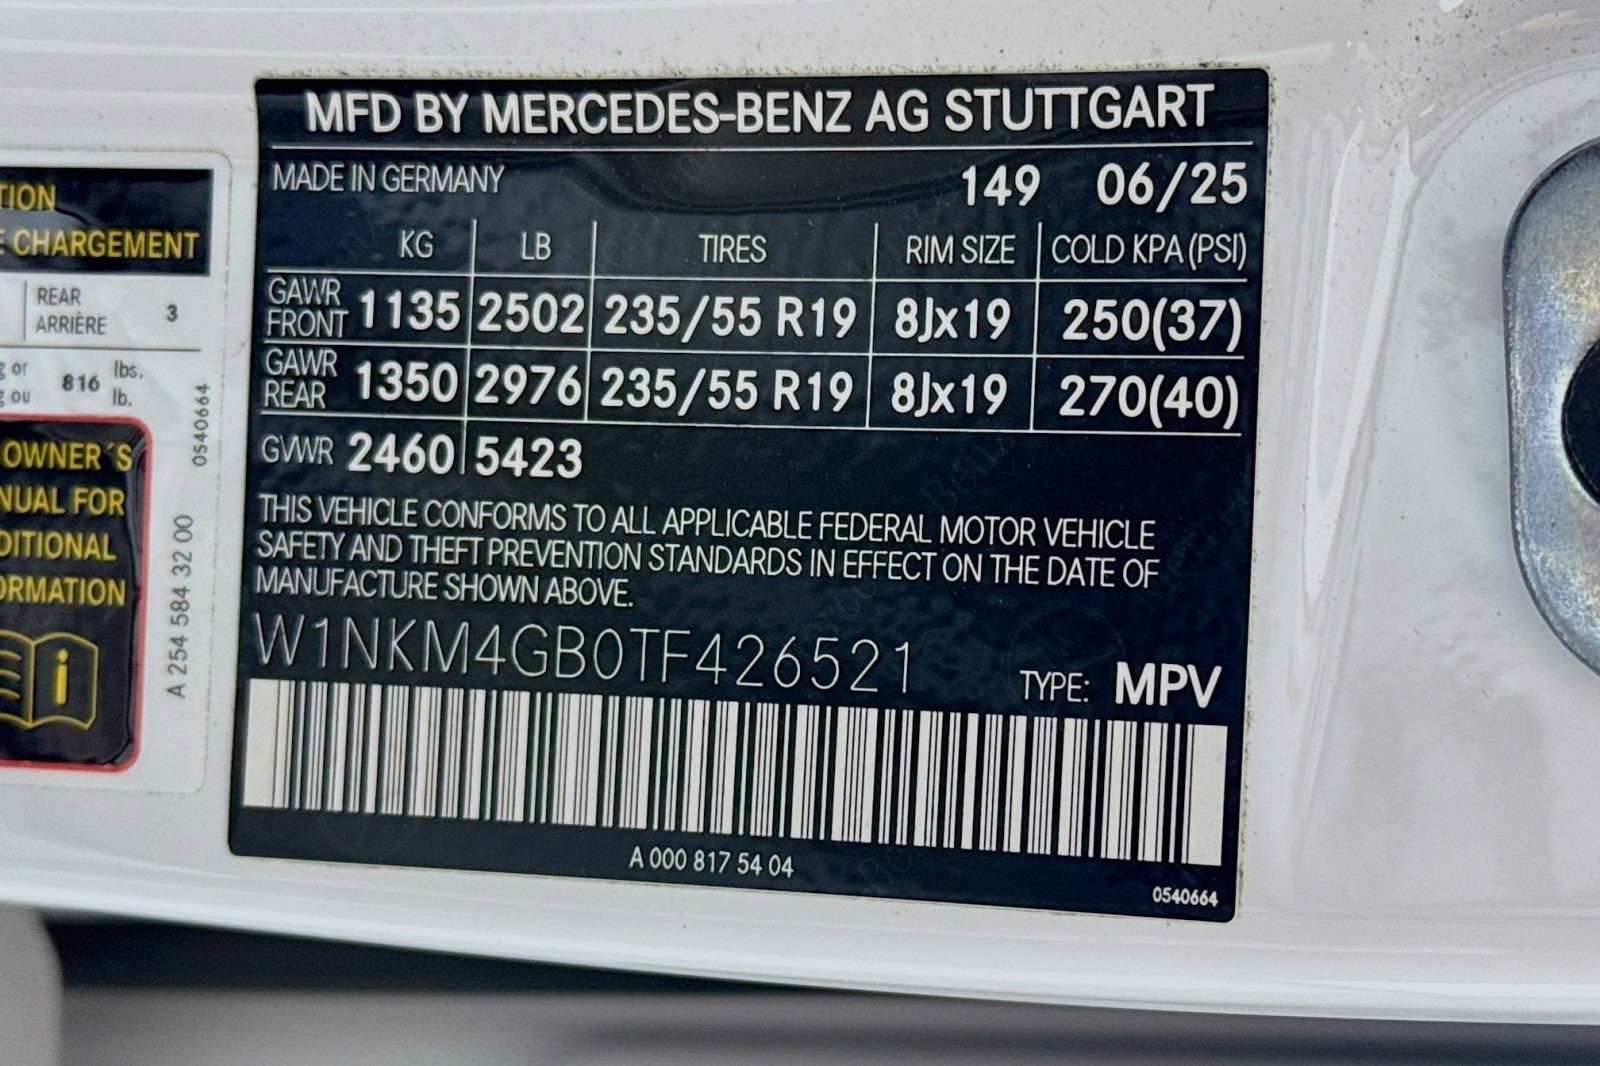 MFD BY MERCEDES-BENZ AG STUTTGART
MADE IN GERMANY 149 06/25
KG LB TIRES RIM SIZE COLD KPA (PSI)
GAWR FRONT 1135 2502 235/55 R19 8Jx19 250(37)
GAWR REAR 1350 2976 235/55 R19 8Jx19 270(40)
GVWR 2460 5423
THIS VEHICLE CONFORMS TO ALL APPLICABLE FEDERAL MOTOR VEHICLE
SAFETY AND THEFT PREVENTION STANDARDS IN EFFECT ON THE DATE OF
MANUFACTURE SHOWN ABOVE.
W1NKM4GB0TF426521 TYPE: MPV
A 000 817 54 04
0540664
TION
E CHARGEMENT
REAR
ARRIÈRE 3
g or 816 lbs.
g ou lb.
OWNER´S
NUAL FOR
DITIONAL
ORMATION
i
0540664
A 254 584 32 00